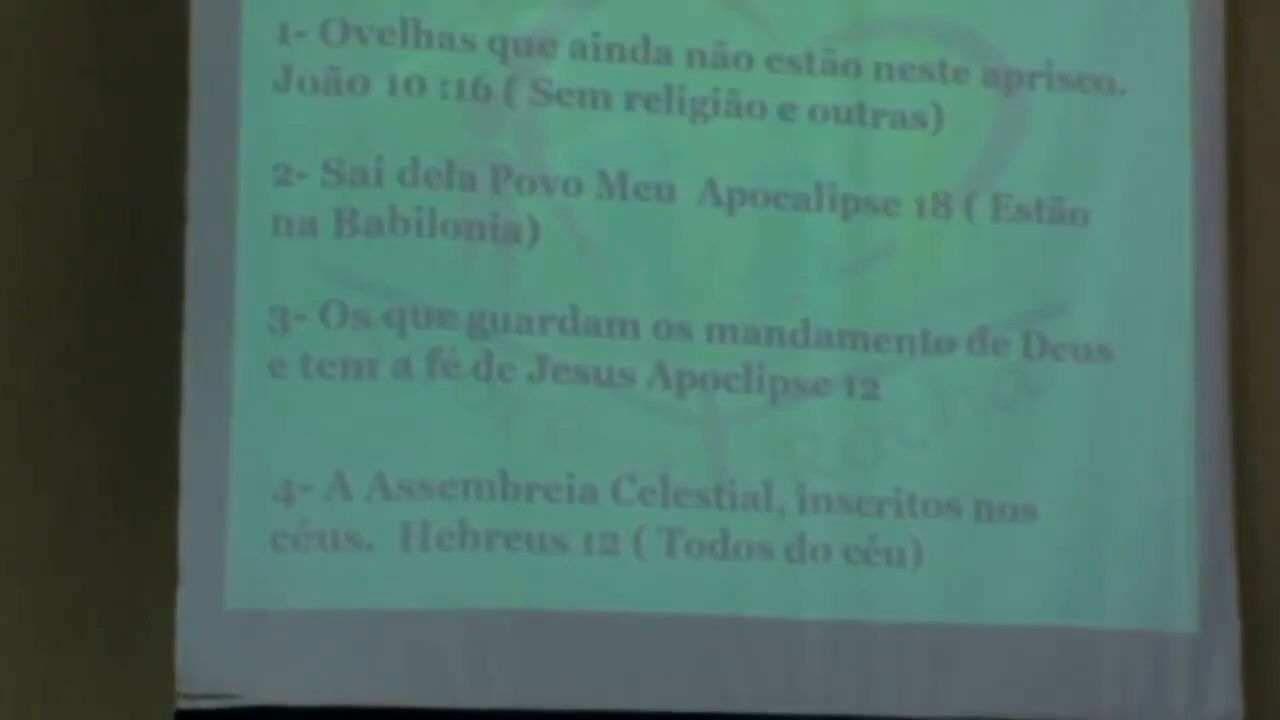 1- Ovelhas que ainda não estão neste aprisco.
João 10 :16 ( Sem religião e outras)
2- Sai dela Povo Meu Apocalipse 18 ( Estão
na Babilonia)
3- Os que guardam os mandamento de Deus
e tem a fé de Jesus Apoclipse 12
4- A Assembreia Celestial, inscritos nos
céus. Hebreus 12 ( Todos do céu)